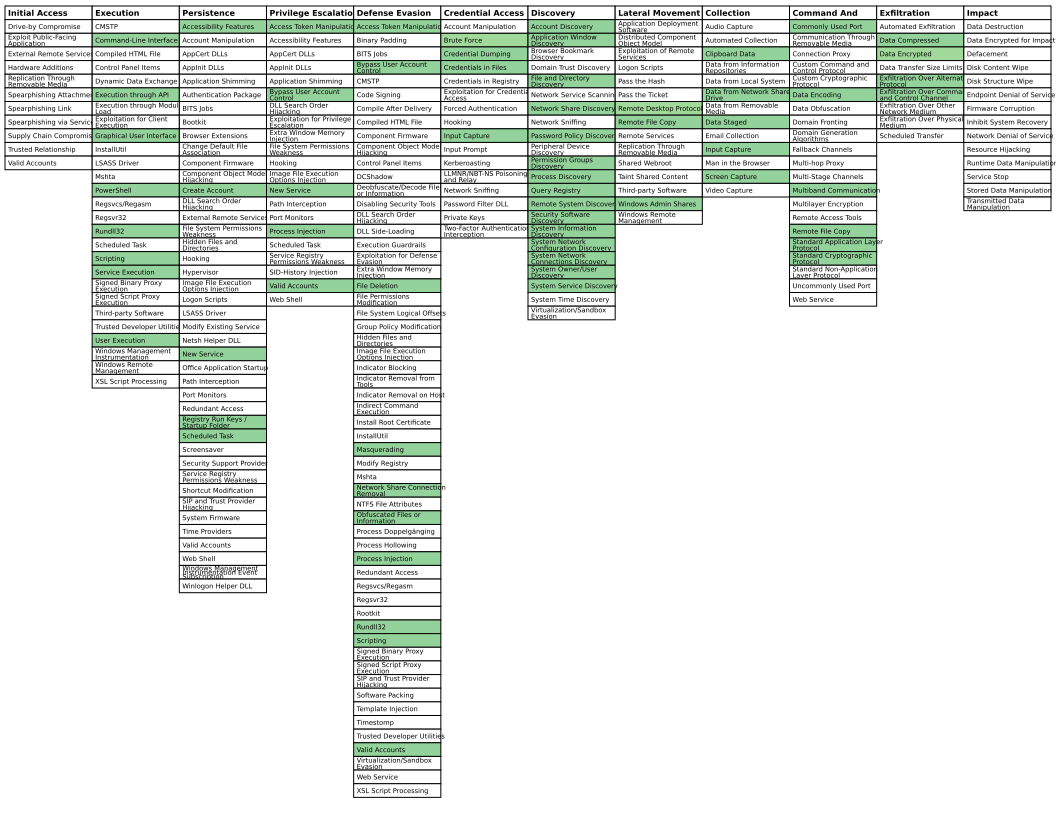 Initial Access
Drive-by Compromise
Exploit Public-Facing
Application
External Remote Services
Hardware Additions
Replication Through
Removable Media
Spearphishing Attachme
Spearphishing Link
Spearphishing via Servic
Supply Chain Compromis
Trusted Relationship
Valid Accounts
Execution
CMSTP
Command-Line Interface
Compiled HTML File
Control Panel Items
Dynamic Data Exchange
Execution through API
Execution through Modul
Load
Exploitation for Client
Execution
Graphical User Interface
InstallUtil
LSASS Driver
Mshta
PowerShell
Regsvcs/Regasm
Regsvr32
Rundll32
Scheduled Task
Scripting
Service Execution
Signed Binary Proxy
Execution
Signed Script Proxy
Execution
Third-party Software
Trusted Developer Utilitie
User Execution
Windows Management
Instrumentation
Windows Remote
Management
XSL Script Processing
Persistence
Accessibility Features
Account Manipulation
AppCert DLLs
AppInit DLLs
Application Shimming
Authentication Package
BITS Jobs
Bootkit
Browser Extensions
Change Default File
Association
Component Firmware
Component Object Model
Hijacking
Create Account
DLL Search Order
Hijacking
External Remote Services
File System Permissions
Weakness
Hidden Files and
Directories
Hooking
Hypervisor
Image File Execution
Options Injection
Logon Scripts
LSASS Driver
Modify Existing Service
Netsh Helper DLL
New Service
Office Application Startup
Path Interception
Port Monitors
Redundant Access
Registry Run Keys /
Startup Folder
Scheduled Task
Screensaver
Security Support Provider
Service Registry
Permissions Weakness
Shortcut Modification
SIP and Trust Provider
Hijacking
System Firmware
Time Providers
Valid Accounts
Web Shell
Windows Management
Instrumentation Event
Subscription
Winlogon Helper DLL
Privilege Escalatio
Access Token Manipulatio
Accessibility Features
AppCert DLLs
AppInit DLLs
Application Shimming
Bypass User Account
Control
DLL Search Order
Hijacking
Exploitation for Privilege
Escalation
Extra Window Memory
Injection
File System Permissions
Weakness
Hooking
Image File Execution
Options Injection
New Service
Path Interception
Port Monitors
Process Injection
Scheduled Task
Service Registry
Permissions Weakness
SID-History Injection
Valid Accounts
Web Shell
Defense Evasion
Access Token Manipulatio
Binary Padding
BITS Jobs
Bypass User Account
Control
CMSTP
Code Signing
Compile After Delivery
Compiled HTML File
Component Firmware
Component Object Mode
Hijacking
Control Panel Items
DCShadow
Deobfuscate/Decode File
or Information
Disabling Security Tools
DLL Search Order
Hijacking
DLL Side-Loading
Execution Guardrails
Exploitation for Defense
Evasion
Extra Window Memory
Injection
File Deletion
File Permissions
Modification
File System Logical Offsets
Group Policy Modification
Hidden Files and
Directories
Image File Execution
Options Injection
Indicator Blocking
Indicator Removal from
Tools
Indicator Removal on Host
Indirect Command
Execution
Install Root Certificate
InstallUtil
Masquerading
Modify Registry
Mshta
Network Share Connection
Removal
NTFS File Attributes
Obfuscated Files or
Information
Process Doppelgänging
Process Hollowing
Process Injection
Redundant Access
Regsvcs/Regasm
Regsvr32
Rootkit
Rundll32
Scripting
Signed Binary Proxy
Execution
Signed Script Proxy
Execution
SIP and Trust Provider
Hijacking
Software Packing
Template Injection
Timestomp
Trusted Developer Utilities
Valid Accounts
Virtualization/Sandbox
Evasion
Web Service
XSL Script Processing
Credential Access
Account Manipulation
Brute Force
Credential Dumping
Credentials in Files
Credentials in Registry
Exploitation for Credentia
Access
Forced Authentication
Hooking
Input Capture
Input Prompt
Kerberoasting
LLMNR/NBT-NS Poisoning
and Relay
Network Sniffing
Password Filter DLL
Private Keys
Two-Factor Authenticatio
Interception
Discovery
Account Discovery
Application Window
Discovery
Browser Bookmark
Discovery
Domain Trust Discovery
File and Directory
Discovery
Network Service Scannin
Network Share Discovery
Network Sniffing
Password Policy Discover
Peripheral Device
Discovery
Permission Groups
Discovery
Process Discovery
Query Registry
Remote System Discover
Security Software
Discovery
System Information
Discovery
System Network
Configuration Discovery
System Network
Connections Discovery
System Owner/User
Discovery
System Service Discovery
System Time Discovery
Virtualization/Sandbox
Evasion
Lateral Movement
Application Deployment
Software
Distributed Component
Object Model
Exploitation of Remote
Services
Logon Scripts
Pass the Hash
Pass the Ticket
Remote Desktop Protoco
Remote File Copy
Remote Services
Replication Through
Removable Media
Shared Webroot
Taint Shared Content
Third-party Software
Windows Admin Shares
Windows Remote
Management
Collection
Audio Capture
Automated Collection
Clipboard Data
Data from Information
Repositories
Data from Local System
Data from Network Share
Drive
Data from Removable
Media
Data Staged
Email Collection
Input Capture
Man in the Browser
Screen Capture
Video Capture
Command And
Commonly Used Port
Communication Through
Removable Media
Connection Proxy
Custom Command and
Control Protocol
Custom Cryptographic
Protocol
Data Encoding
Data Obfuscation
Domain Fronting
Domain Generation
Algorithms
Fallback Channels
Multi-hop Proxy
Multi-Stage Channels
Multiband Communication
Multilayer Encryption
Remote Access Tools
Remote File Copy
Standard Application Layer
Protocol
Standard Cryptographic
Protocol
Standard Non-Application
Layer Protocol
Uncommonly Used Port
Web Service
Exfiltration
Automated Exfiltration
Data Compressed
Data Encrypted
Data Transfer Size Limits
Exfiltration Over Alternat
Protocol
Exfiltration Over Comma
and Control Channel
Exfiltration Over Other
Network Medium
Exfiltration Over Physical
Medium
Scheduled Transfer
Impact
Data Destruction
Data Encrypted for Impact
Defacement
Disk Content Wipe
Disk Structure Wipe
Endpoint Denial of Servic
Firmware Corruption
Inhibit System Recovery
Network Denial of Service
Resource Hijacking
Runtime Data Manipulatio
Service Stop
Stored Data Manipulation
Transmitted Data
Manipulation